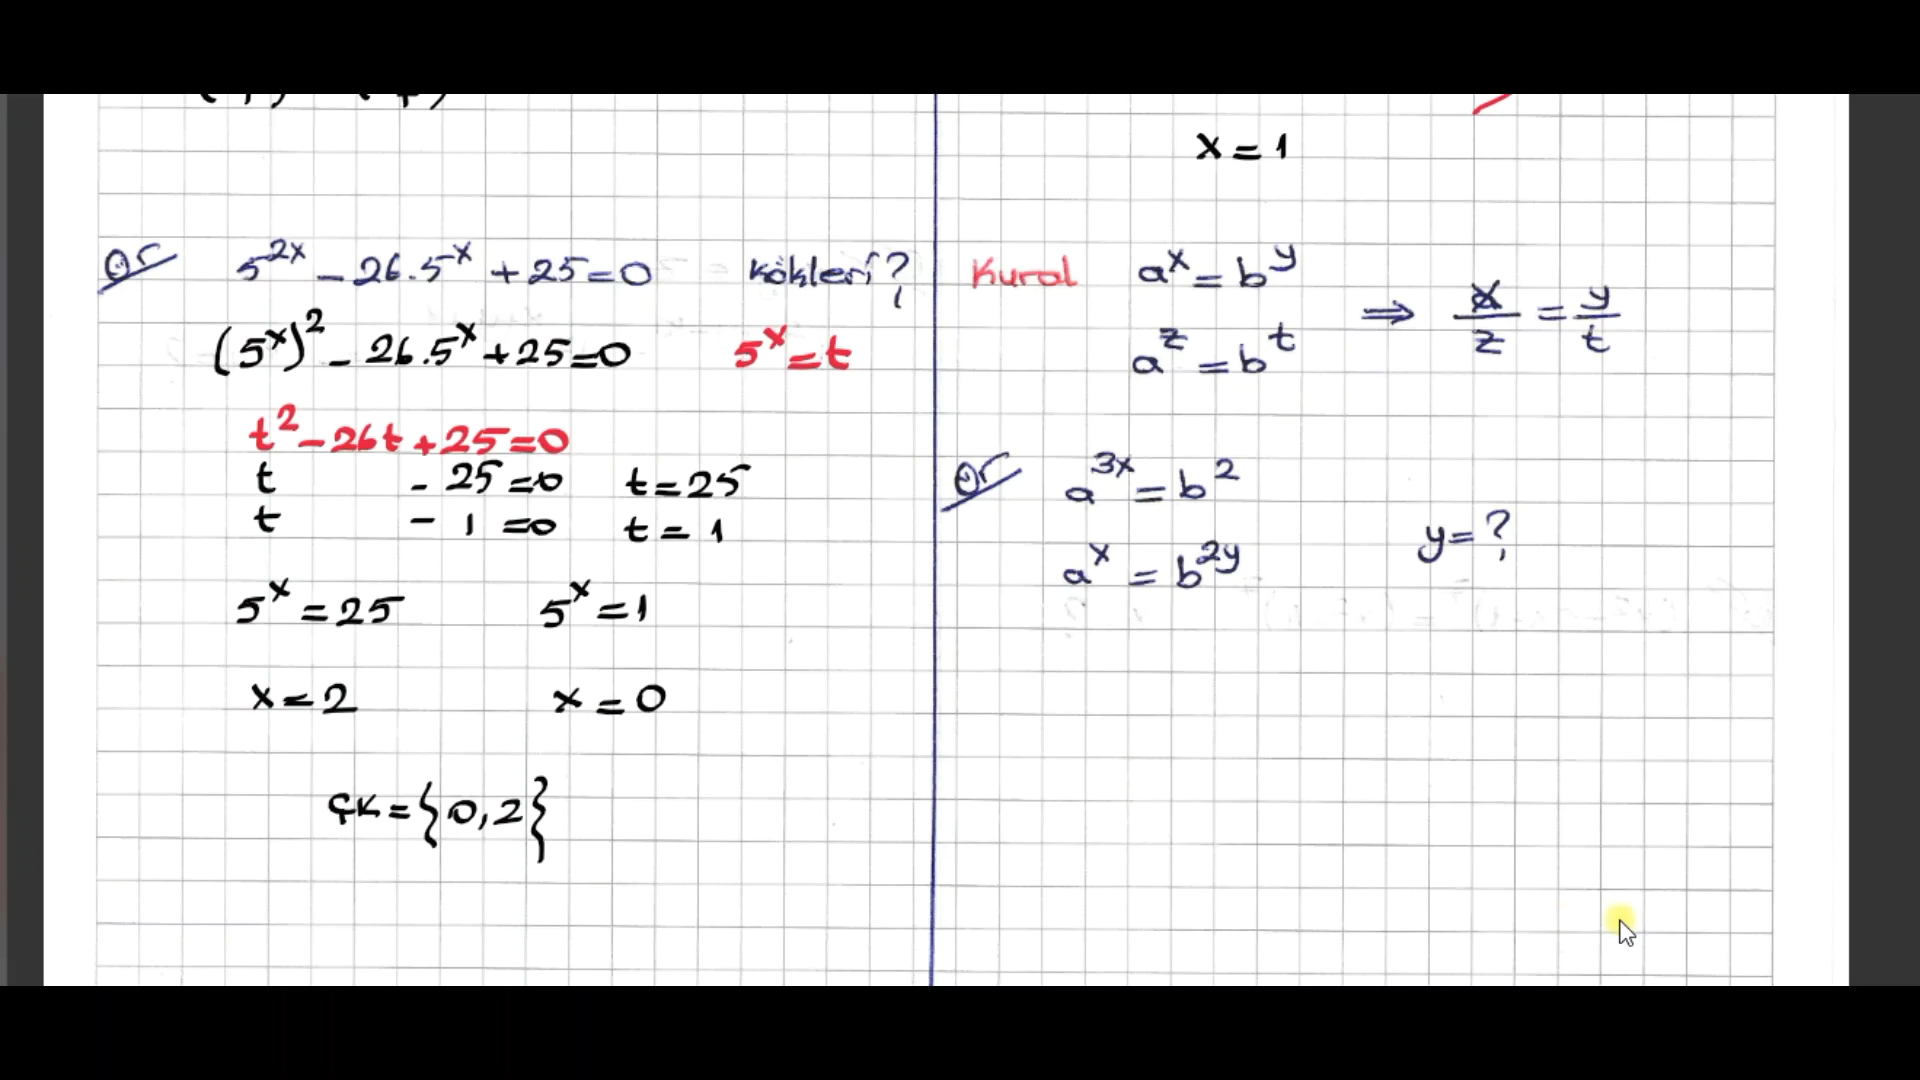 Ör 5^2x - 26.5^x + 25 = 0 kökleri?
(5^x)^2 - 26.5^x + 25 = 0 5^x = t
t^2 - 26t + 25 = 0
t - 25 = 0 t = 25
t - 1 = 0 t = 1
5^x = 25 5^x = 1
x = 2 x = 0
ÇK = {0, 2}
x = 1
Kural a^x = b^y
a^z = b^t ⇒ x/z = y/t
Ör a^3x = b^2
a^x = b^2y y = ?